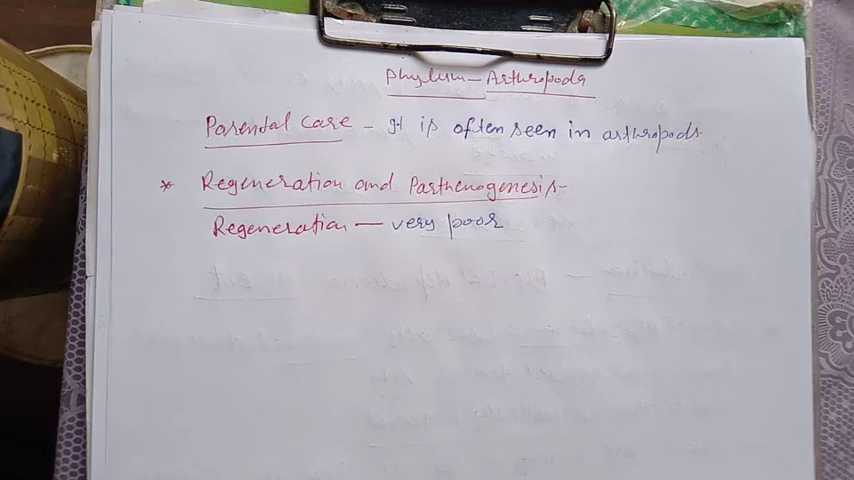 Phylum - Arthropoda
Parental Care - It is often seen in arthropods.
* Regeneration and Parthenogenesis -
Regeneration — very poor